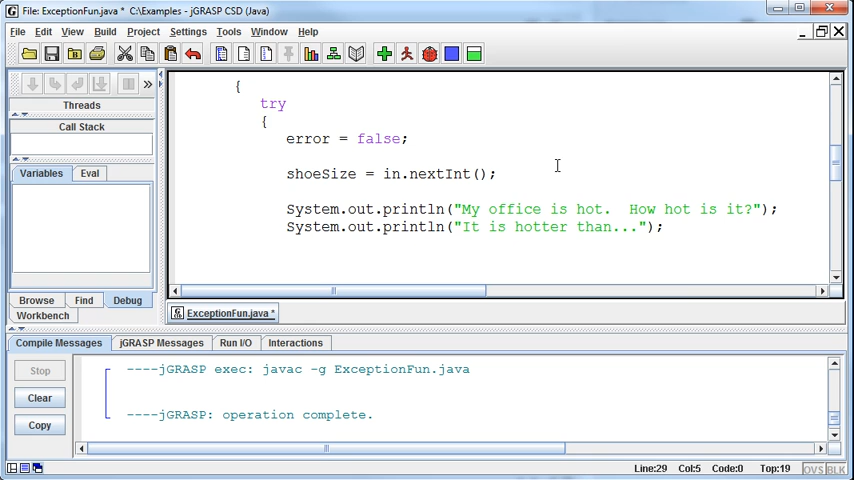 File: ExceptionFun.java * C:\Examples - jGRASP CSD (Java)
File Edit View Build Project Settings Tools Window Help
{
try
{
error = false;
shoeSize = in.nextInt();
System.out.println("My office is hot.  How hot is it?");
System.out.println("It is hotter than...");
Threads
Call Stack
Variables Eval
Browse Find Debug
Workbench
ExceptionFun.java *
Compile Messages jGRASP Messages Run I/O Interactions
Stop
Clear
Copy
----jGRASP exec: javac -g ExceptionFun.java
----jGRASP: operation complete.
Line:29 Col:5 Code:0 Top:19 OVS BLK